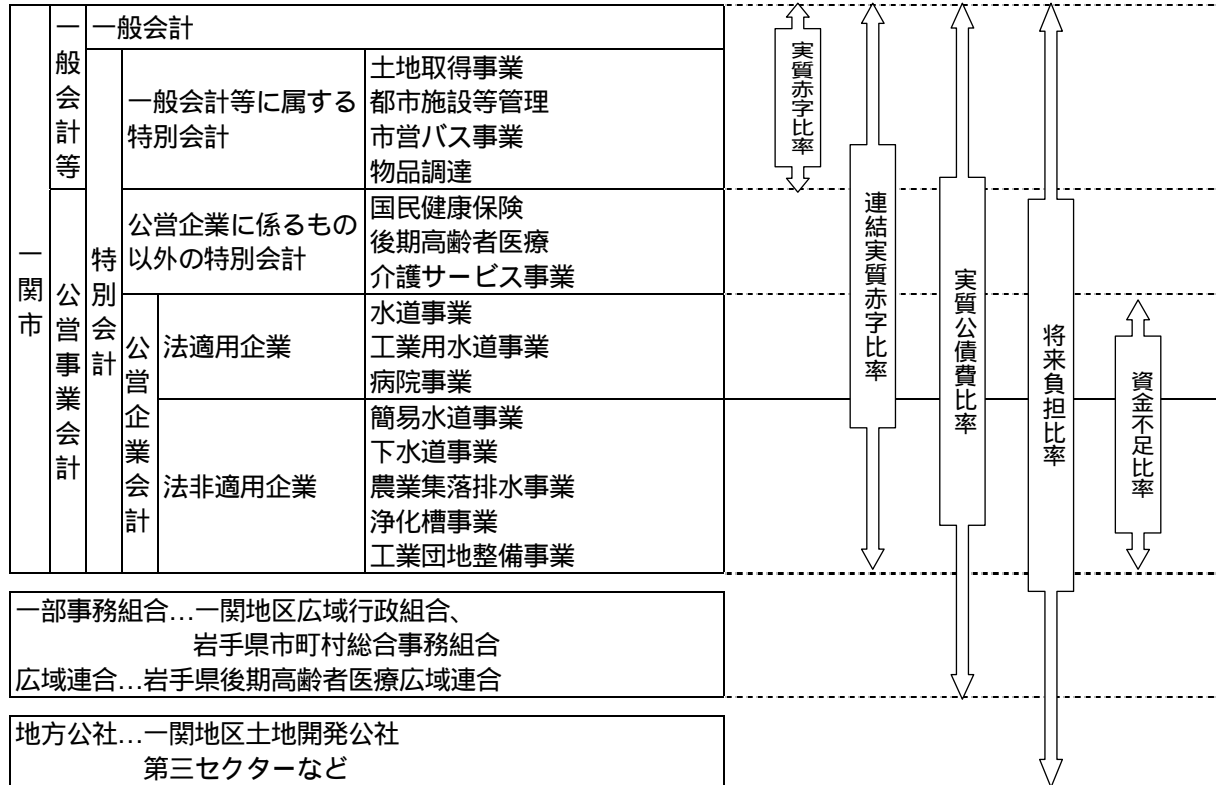 一関市
一般会計等
公営事業会計
一般会計
特別会計
一般会計等に属する
特別会計
土地取得事業
都市施設等管理
市営バス事業
物品調達
公営企業に係るもの
以外の特別会計
国民健康保険
後期高齢者医療
介護サービス事業
公営企業会計
法適用企業
水道事業
工業用水道事業
病院事業
法非適用企業
簡易水道事業
下水道事業
農業集落排水事業
浄化槽事業
工業団地整備事業
一部事務組合…一関地区広域行政組合、
岩手県市町村総合事務組合
広域連合…岩手県後期高齢者医療広域連合
地方公社…一関地区土地開発公社
第三セクターなど
実質赤字比率
連結実質赤字比率
実質公債費比率
将来負担比率
資金不足比率